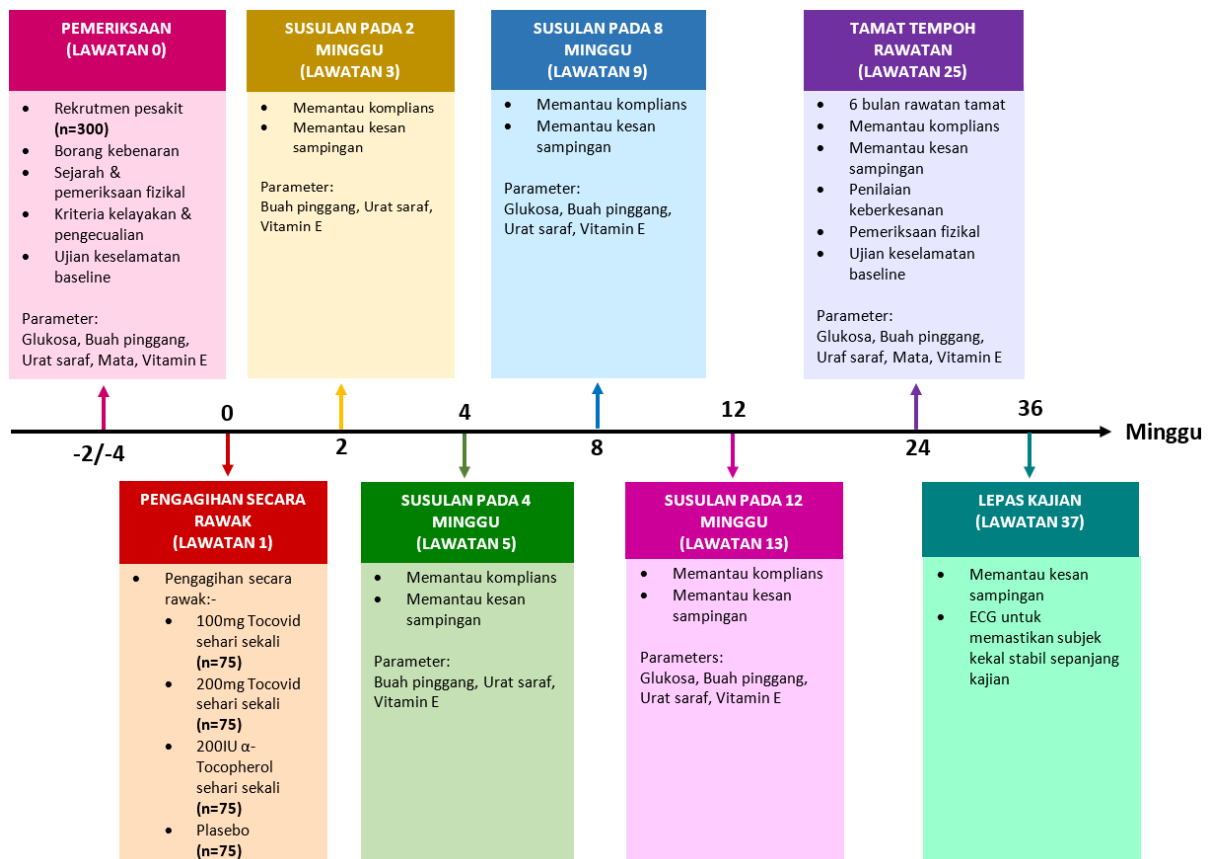 PEMERIKSAAN
(LAWATAN 0)
• Rekrutmen pesakit
(n=300)
• Borang kebenaran
• Sejarah &
pemeriksaan fizikal
• Kriteria kelayakan &
pengecualian
• Ujian keselamatan
baseline
Parameter:
Glukosa, Buah pinggang,
Urat saraf, Mata, Vitamin E
SUSULAN PADA 2
MINGGU
(LAWATAN 3)
• Memantau komplians
• Memantau kesan
sampingan
Parameter:
Buah pinggang, Urat saraf,
Vitamin E
SUSULAN PADA 8
MINGGU
(LAWATAN 9)
• Memantau komplians
• Memantau kesan
sampingan
Parameter:
Glukosa, Buah pinggang,
Urat saraf, Vitamin E
TAMAT TEMPOH
RAWATAN
(LAWATAN 25)
• 6 bulan rawatan tamat
• Memantau komplians
• Memantau kesan
sampingan
• Penilaian
keberkesanan
• Pemeriksaan fizikal
• Ujian keselamatan
baseline
Parameter:
Glukosa, Buah pinggang,
Uraf saraf, Mata, Vitamin E
-2/-4
0
2
4
8
12
24
36
Minggu
PENGAGIHAN SECARA
RAWAK
(LAWATAN 1)
• Pengagihan secara
rawak:-
• 100mg Tocovid
sehari sekali
(n=75)
• 200mg Tocovid
sehari sekali
(n=75)
• 200IU α-
Tocopherol
sehari sekali
(n=75)
• Plasebo
(n=75)
SUSULAN PADA 4
MINGGU
(LAWATAN 5)
• Memantau komplians
• Memantau kesan
sampingan
Parameter:
Buah pinggang, Urat saraf,
Vitamin E
SUSULAN PADA 12
MINGGU
(LAWATAN 13)
• Memantau komplians
• Memantau kesan
sampingan
Parameters:
Glukosa, Buah pinggang,
Urat saraf, Vitamin E
LEPAS KAJIAN
(LAWATAN 37)
• Memantau kesan
sampingan
• ECG untuk
memastikan subjek
kekal stabil sepanjang
kajian